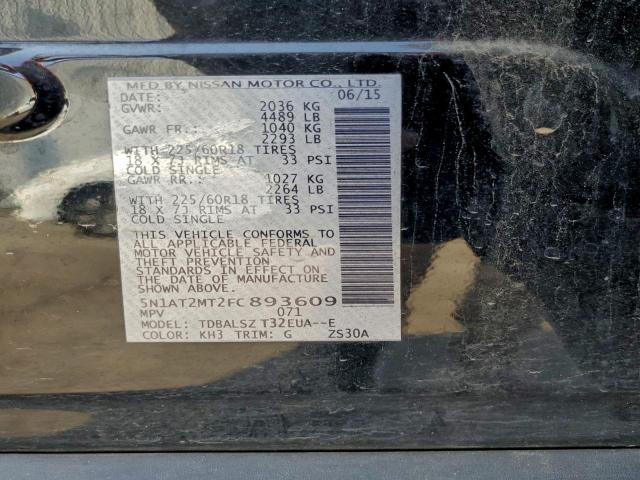 MFD BY NISSAN MOTOR CO., LTD.
DATE: 06/15
GVWR: 2036 KG
4489 LB
GAWR FR: 1040 KG
2293 LB
WITH 225/60R18 TIRES
18 X 7J RIMS AT 33 PSI
COLD SINGLE
GAWR RR: 1027 KG
2264 LB
WITH 225/60R18 TIRES
18 X 7J RIMS AT 33 PSI
COLD SINGLE
THIS VEHICLE CONFORMS TO
ALL APPLICABLE FEDERAL
MOTOR VEHICLE SAFETY AND
THEFT PREVENTION
STANDARDS IN EFFECT ON
THE DATE OF MANUFACTURE
SHOWN ABOVE.
5N1AT2MT2FC893609
MPV 071
MODEL: TDBALSZ T32EUA--E
COLOR: KH3 TRIM: G ZS30A